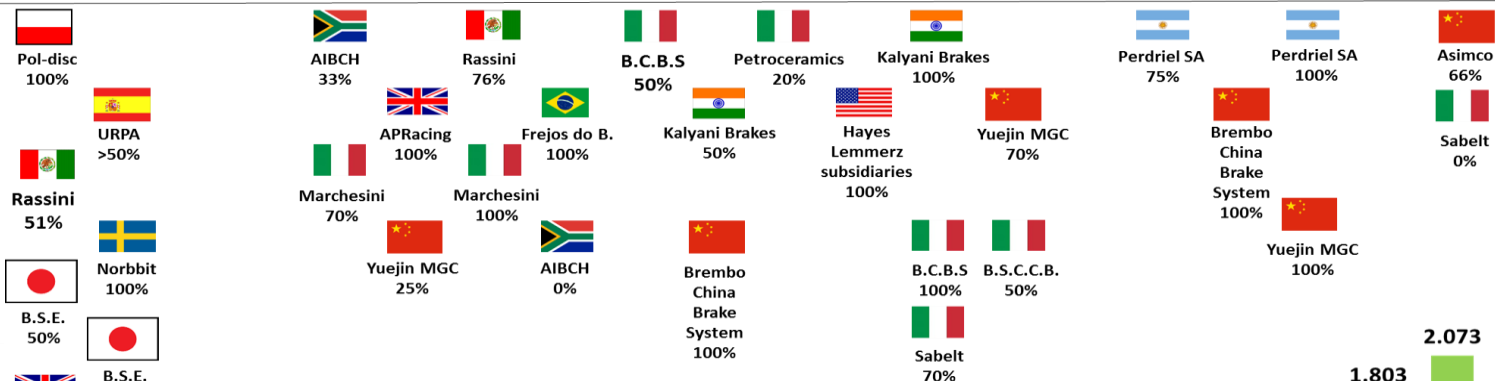 Pol-disc
100%
AIBCH
33%
Rassini
76%
B.C.B.S
50%
Petroceramics
20%
Kalyani Brakes
100%
Perdriel SA
75%
Perdriel SA
100%
Asimco
66%
URPA
>50%
APRacing
100%
Frejos do B.
100%
Kalyani Brakes
50%
Hayes
Lemmerz
subsidiaries
100%
Yuejin MGC
70%
Brembo
China
Brake
System
100%
Sabelt
0%
Rassini
51%
Marchesini
70%
Marchesini
100%
Norbbit
100%
Yuejin MGC
25%
AIBCH
0%
Brembo
China
Brake
System
100%
B.C.B.S
100%
B.S.C.C.B.
50%
Yuejin MGC
100%
B.S.E.
50%
Sabelt
70%
B.S.E.
2.073
1.803